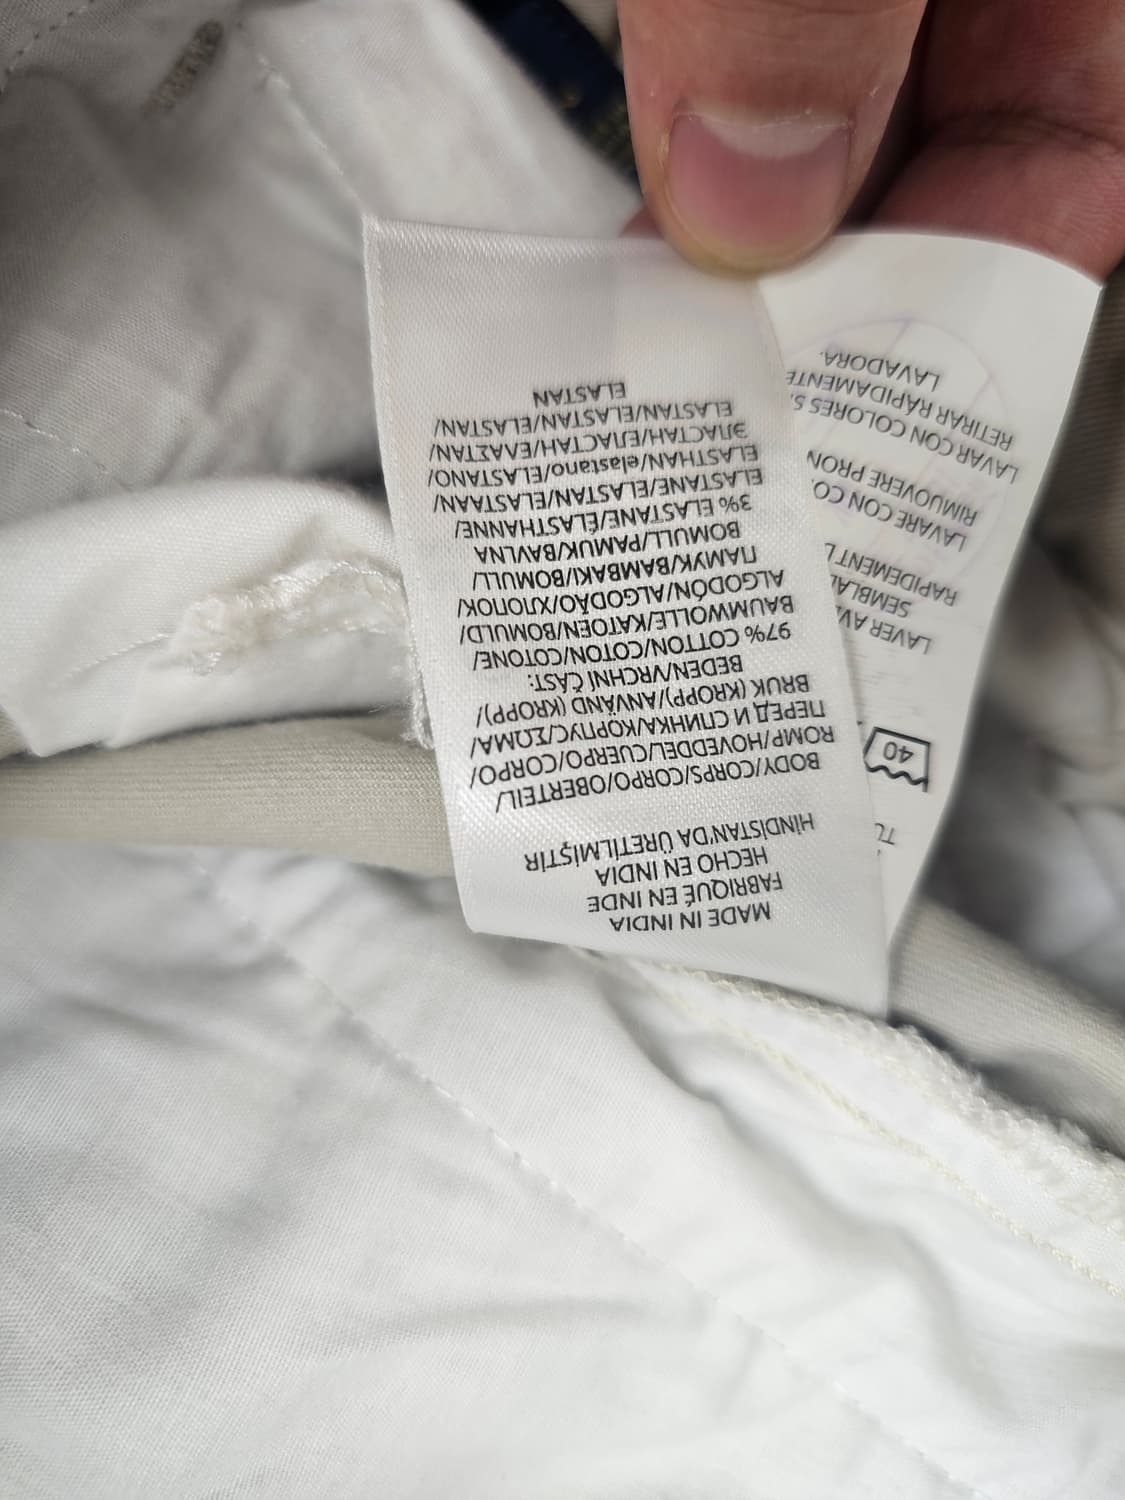 MADE IN INDIA
FABRIQUÉ EN INDE
HECHO EN INDIA
HİNDİSTAN'DA ÜRETİLMİŞTİR
BODY/CORPS/CORPO/OBERTEIL/
ROMP/HOVEDDEL/CUERPO/CORPO/
ПЕРЕД И СПИНКА/КОРПУС/ΣΩΜΑ/
BRUK (KROPP)/ANVÄND (KROPP)/
BEDEN/VRCHNÍ ČÁST:
97% COTTON/COTON/COTONE/
BAUMWOLLE/KATOEN/BOMULD/
ALGODÓN/ALGODÃO/ХЛОПОК/
ПАМУК/ΒΑΜΒΑΚΙ/BOMULL/
BOMULL/PAMUK/BAVLNA
3% ELASTANE/ÉLASTHANNE/
ELASTANE/ELASTAN/ELASTAAN/
ELASTHAN/elastano/ELASTANO/
ЭЛАСТАН/ЕЛАСТАН/ΕΛΑΣΤΑΝ/
ELASTAN/ELASTAN/ELASTAN/
ELASTAN
40
LAVER
SEMBLA
RAPIDEMENT
LAVARE CON CO
RIMUOVERE PRON
LAVAR CON COLORES S
RETIRAR RÁPIDAMENTE
LAVADORA.